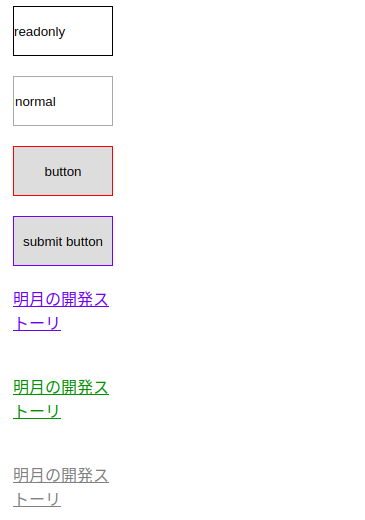 readonly
normal
button
submit button
明月の開発ス
トーリ
明月の開発ス
トーリ
明月の開発ス
トーリ